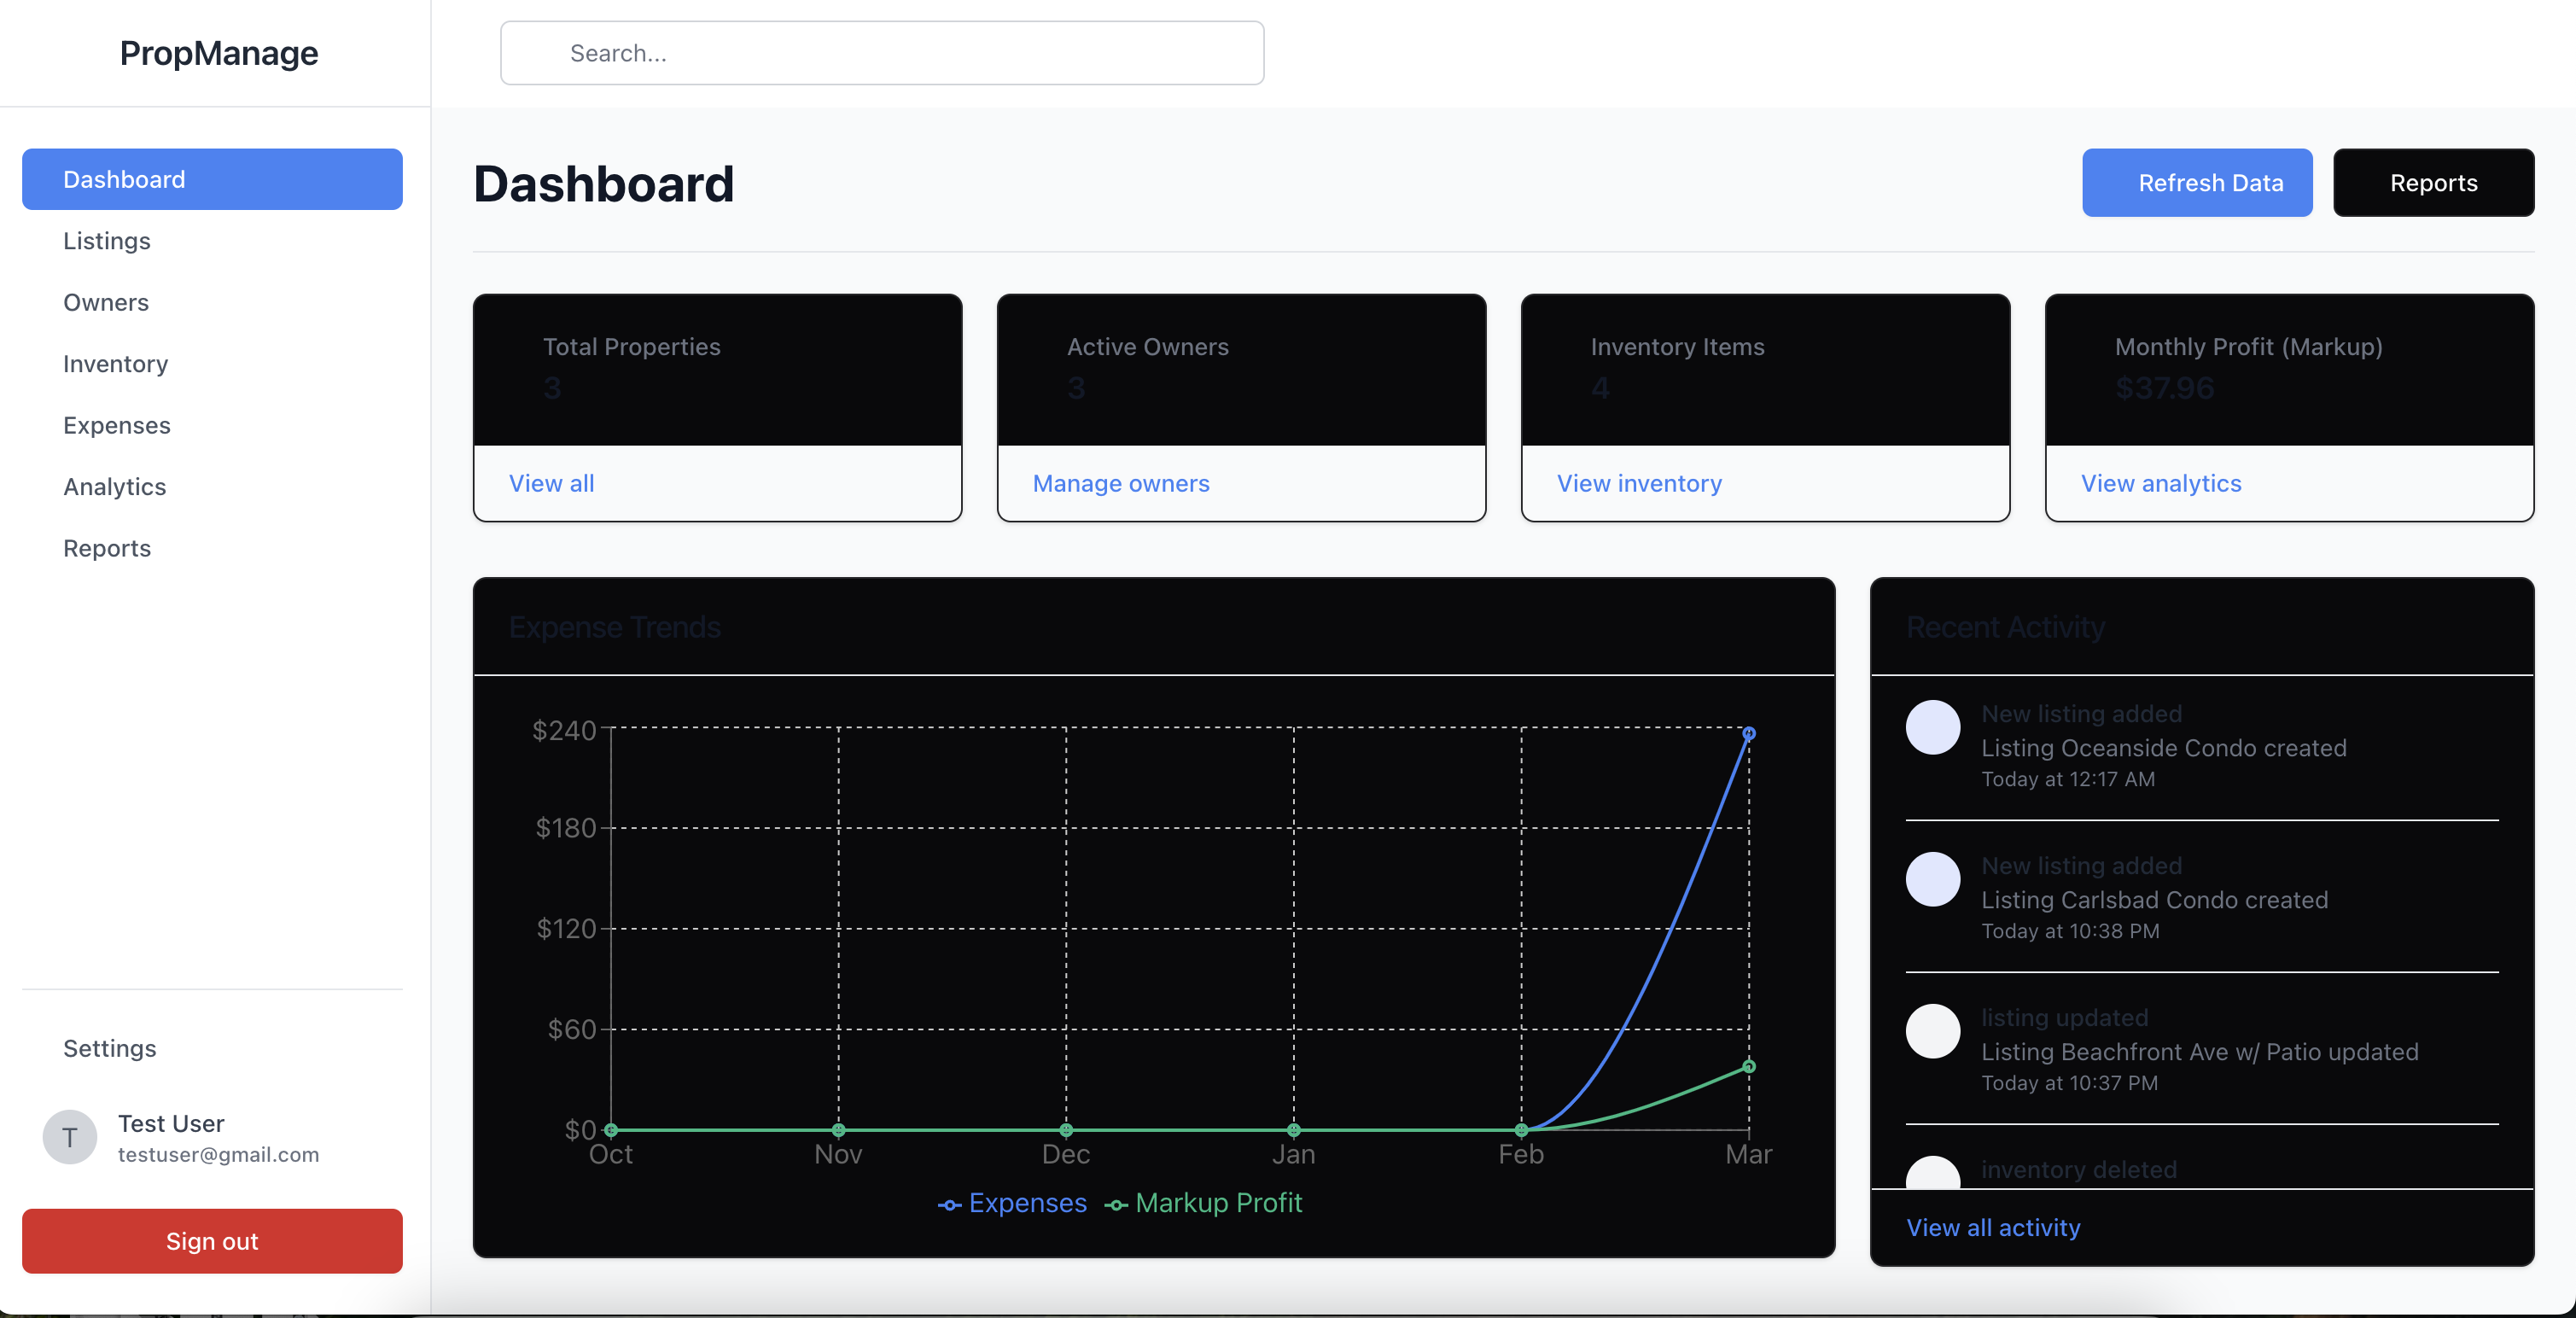 PropManage
Search...
Dashboard
Listings
Owners
Inventory
Expenses
Analytics
Reports
Settings
T
Test User
testuser@gmail.com
Sign out
Dashboard
Refresh Data
Reports
Total Properties
3
View all
Active Owners
3
Manage owners
Inventory Items
4
View inventory
Monthly Profit (Markup)
$37.96
View analytics
Expense Trends
$240
$180
$120
$60
$0
Oct Nov Dec Jan Feb Mar
Expenses Markup Profit
Recent Activity
New listing added
Listing Oceanside Condo created
Today at 12:17 AM
New listing added
Listing Carlsbad Condo created
Today at 10:38 PM
listing updated
Listing Beachfront Ave w/ Patio updated
Today at 10:37 PM
inventory deleted
View all activity